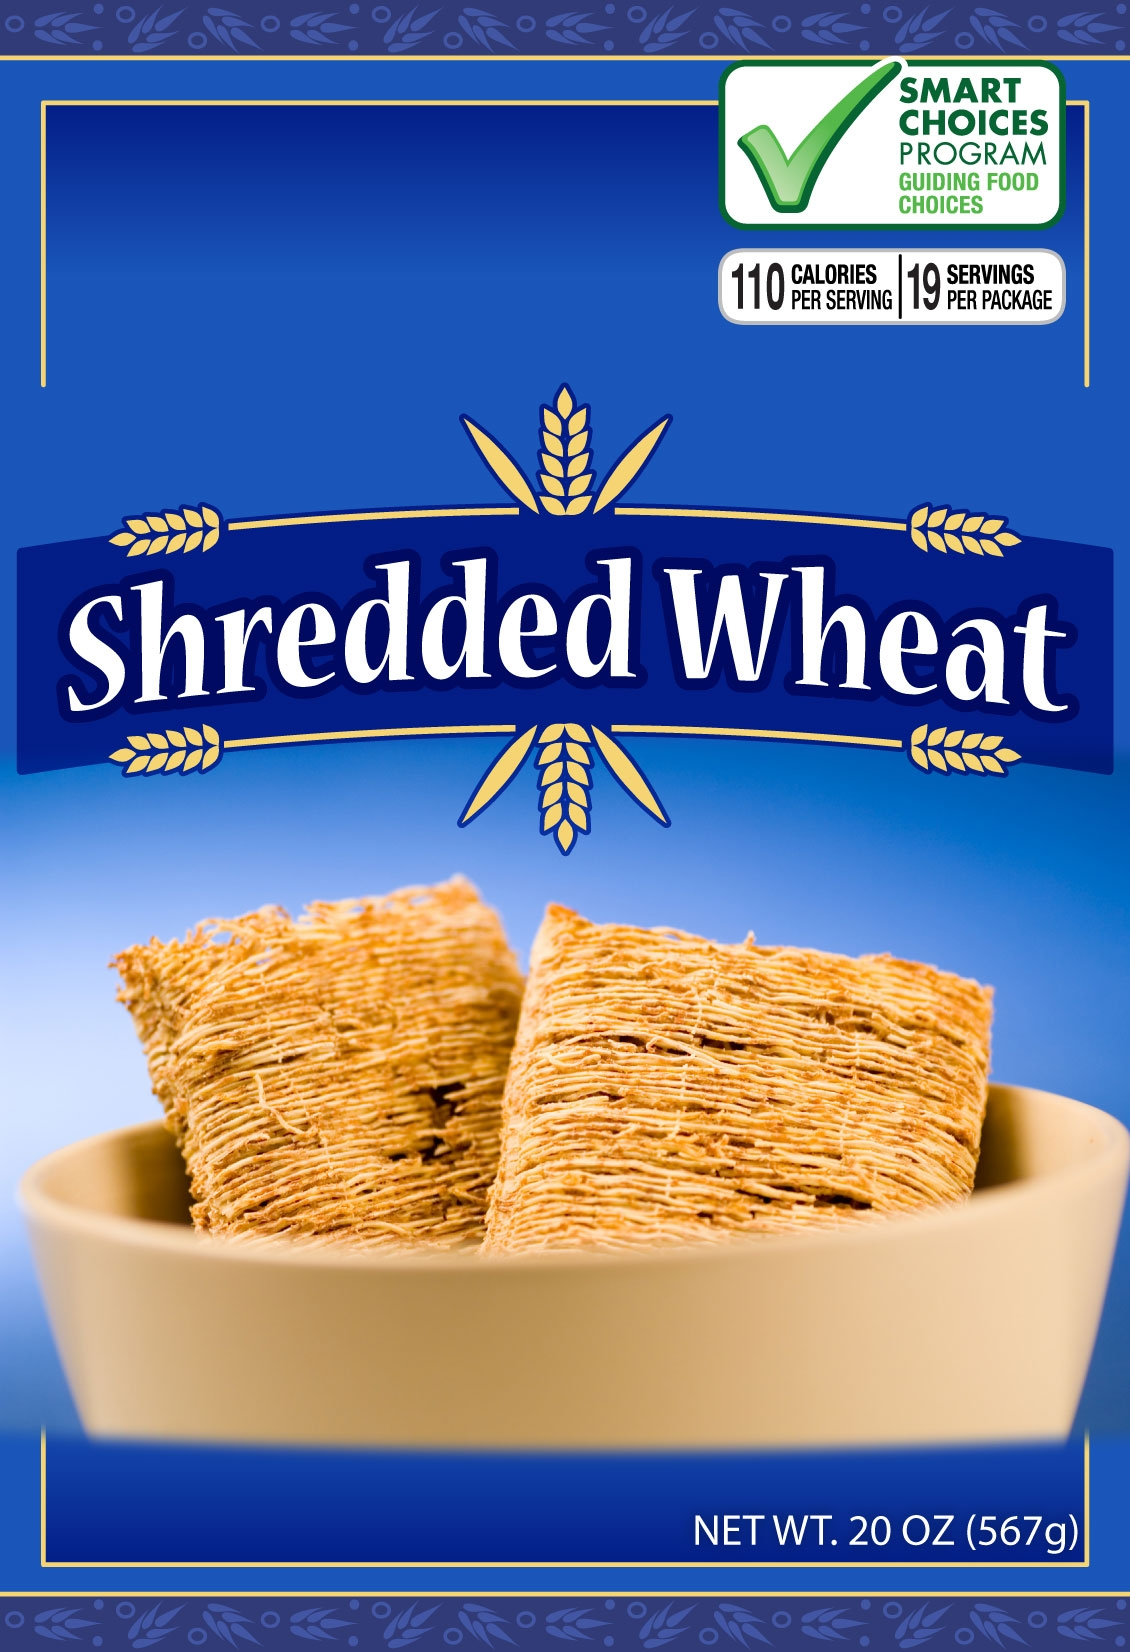 SMART
CHOICES
PROGRAM
GUIDING FOOD
CHOICES
110 CALORIES PER SERVING
19 SERVINGS PER PACKAGE
Shredded Wheat
NET WT. 20 OZ (567g)